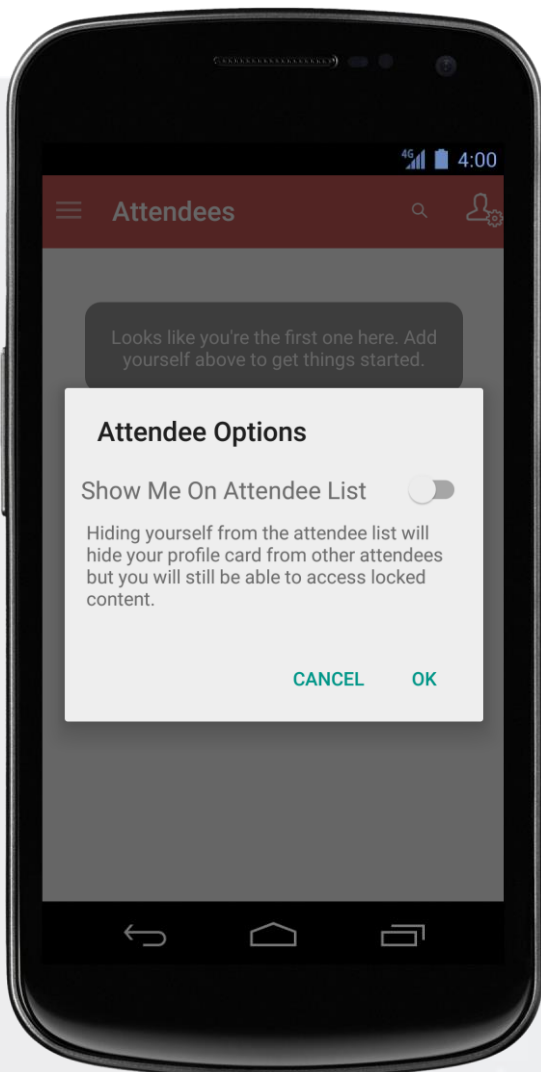 4G 4:00
Attendees
Looks like you're the first one here. Add
yourself above to get things started.
Attendee Options
Show Me On Attendee List
Hiding yourself from the attendee list will
hide your profile card from other attendees
but you will still be able to access locked
content.
CANCEL OK